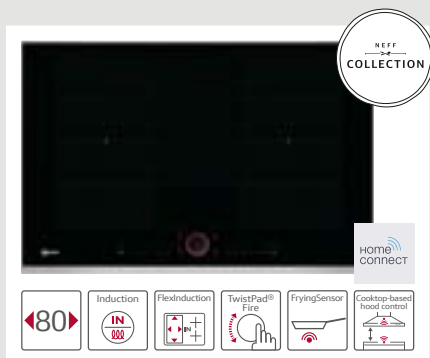 NEFF
COLLECTION
HOME
CONNECT
80
Induction
IN
FlexInduction
IN
TwistPad®
Fire
FryingSensor
Cooktop-based
hood control